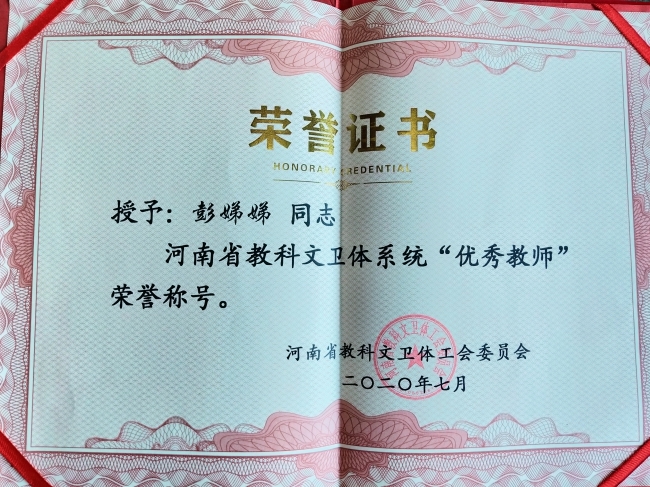 荣誉证书
HONORARY CREDENTIAL
授予：彭娣娣 同志
河南省教科文卫体系统“优秀教师”
荣誉称号。
河南省教科文卫体工会委员会
二〇二〇年七月